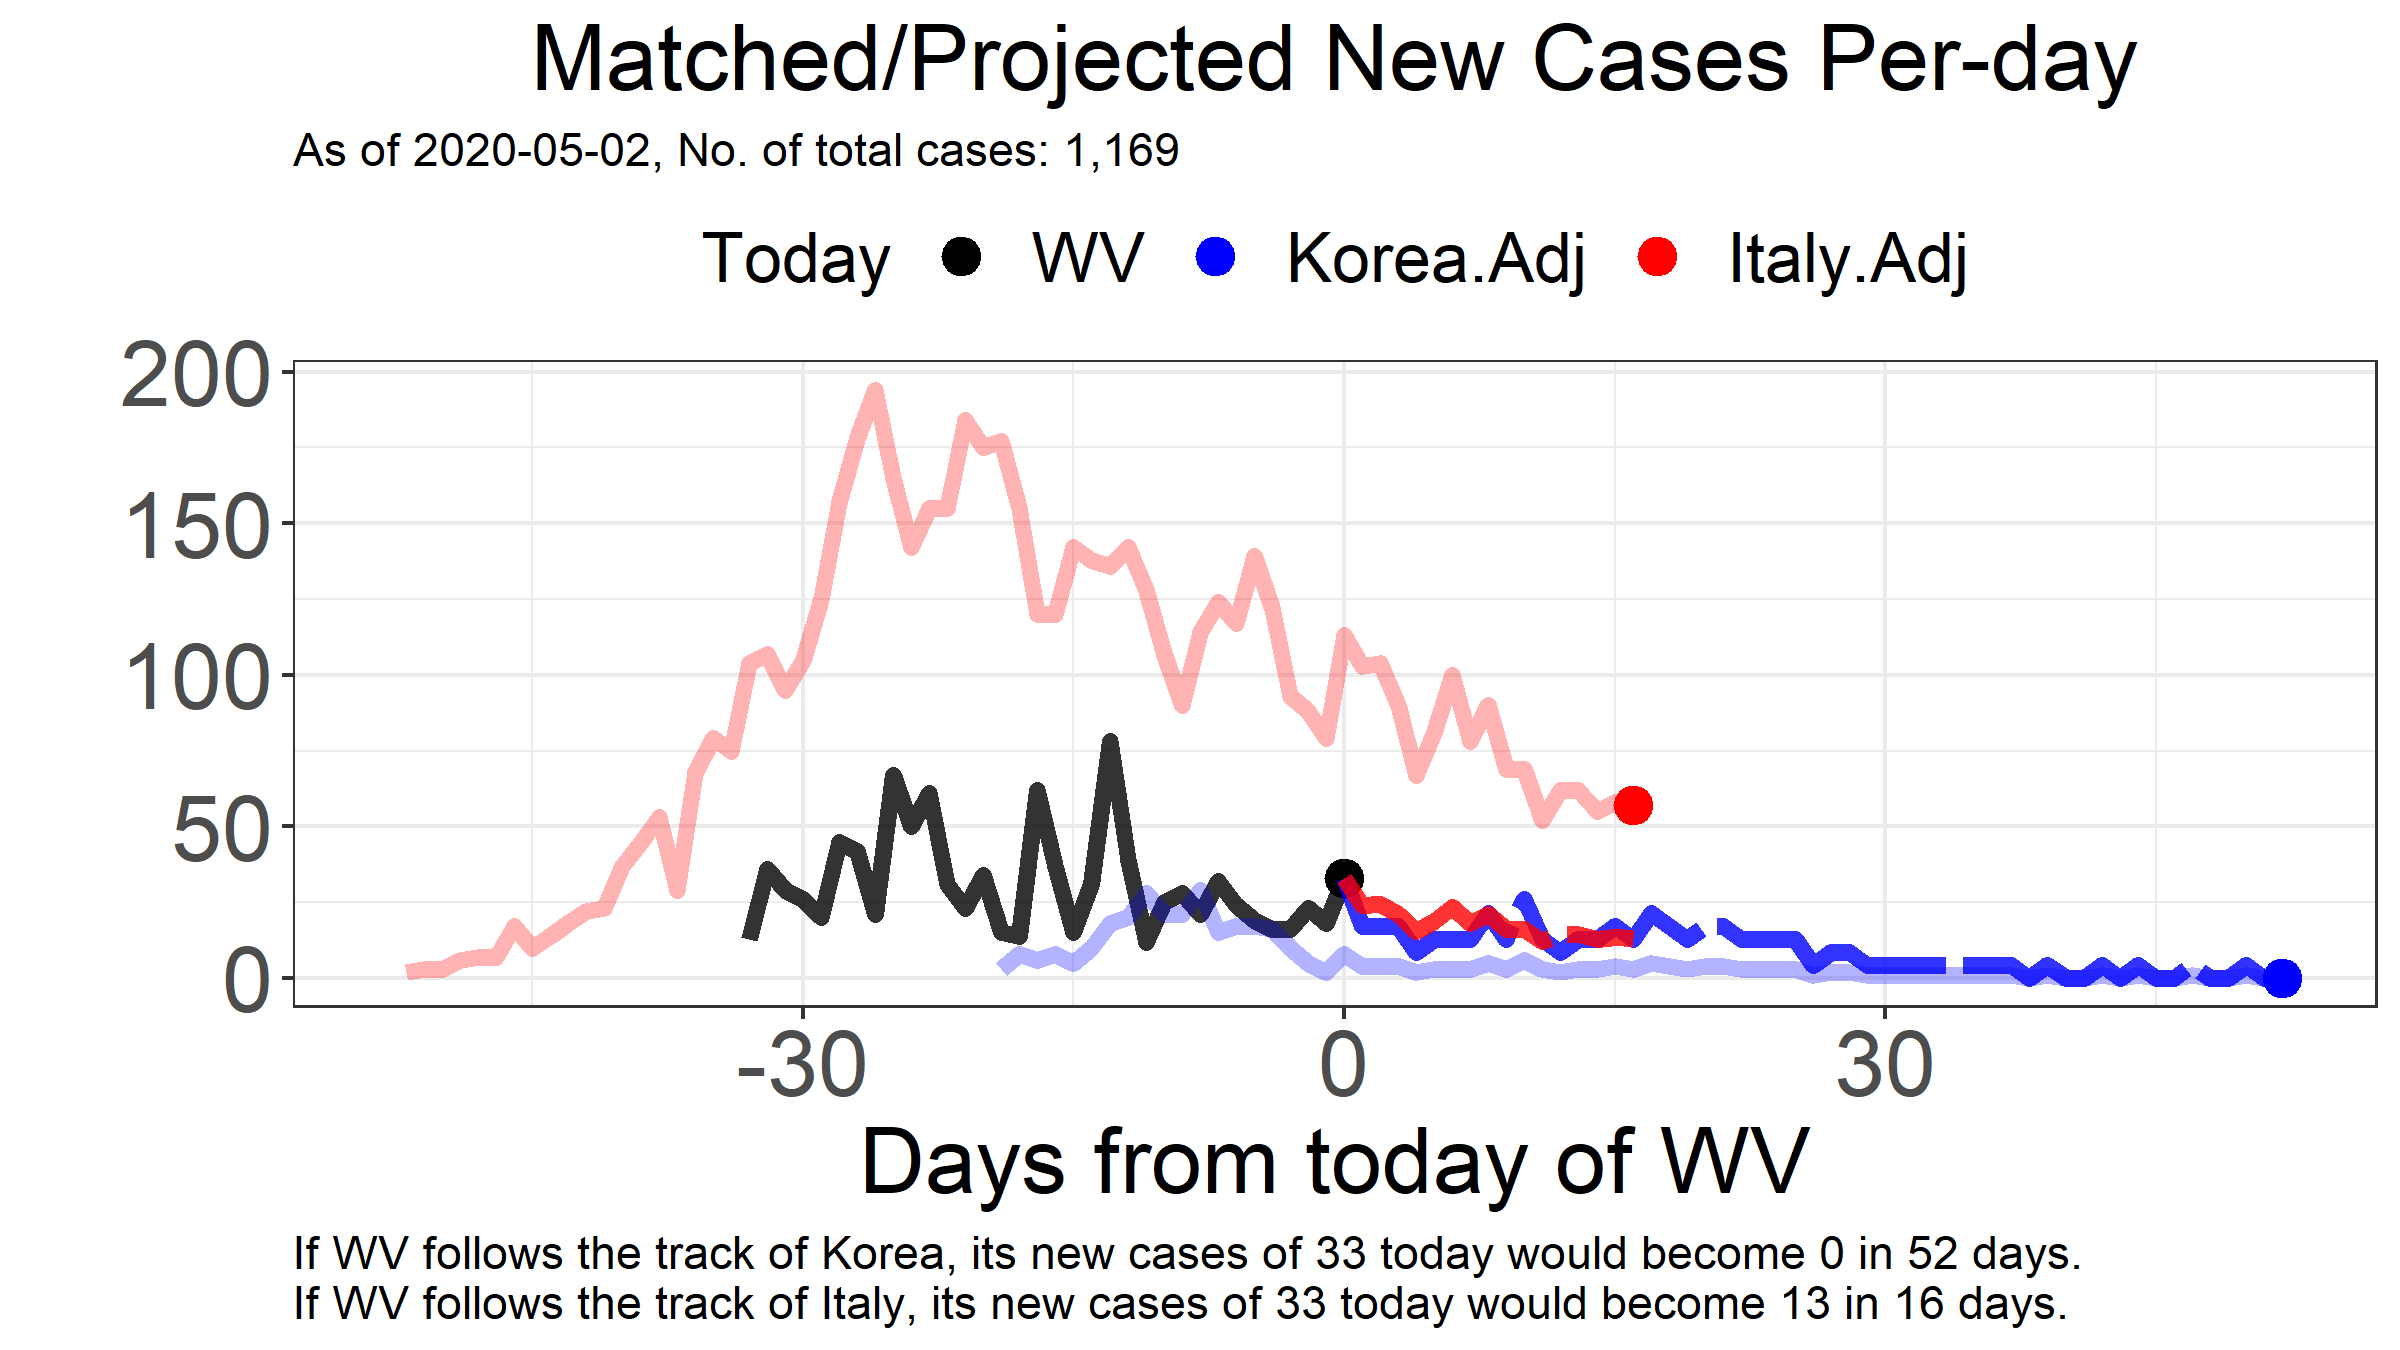 Matched/Projected New Cases Per-day
As of 2020-05-02, No. of total cases: 1,169
Today WV Korea.Adj Italy.Adj
200
150
100
50
0
-30 0 30
Days from today of WV
If WV follows the track of Korea, its new cases of 33 today would become 0 in 52 days.
If WV follows the track of Italy, its new cases of 33 today would become 13 in 16 days.